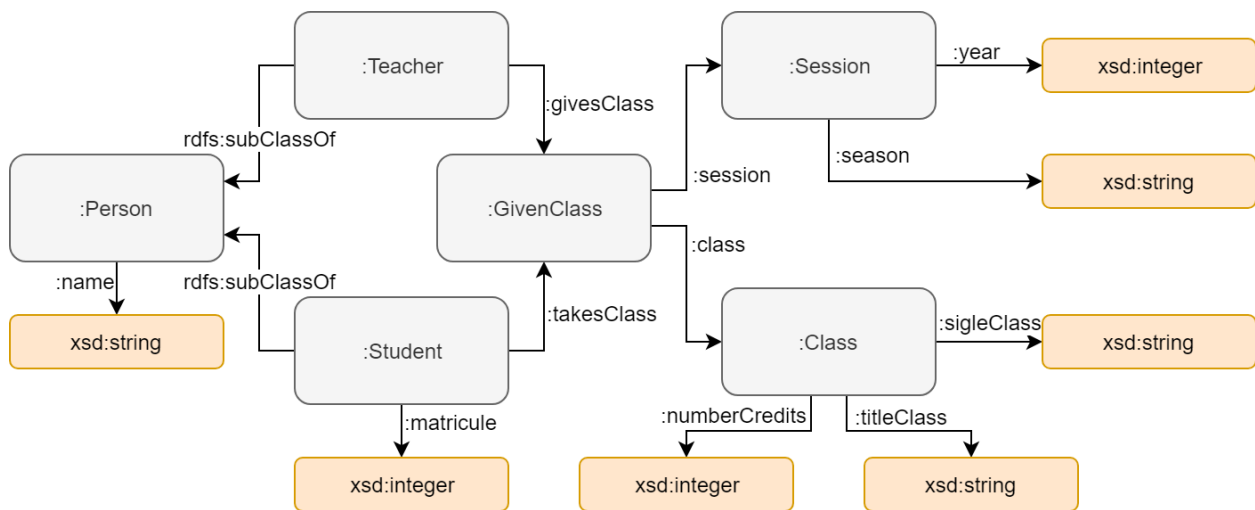 :Teacher
:Session
:year
xsd:integer
:givesClass
rdfs:subClassOf
:season
:session
xsd:string
:Person
:GivenClass
:class
:name
rdfs:subClassOf
:takesClass
:sigleClass
xsd:string
:Student
:Class
xsd:string
:matricule
:numberCredits
:titleClass
xsd:integer
xsd:integer
xsd:string